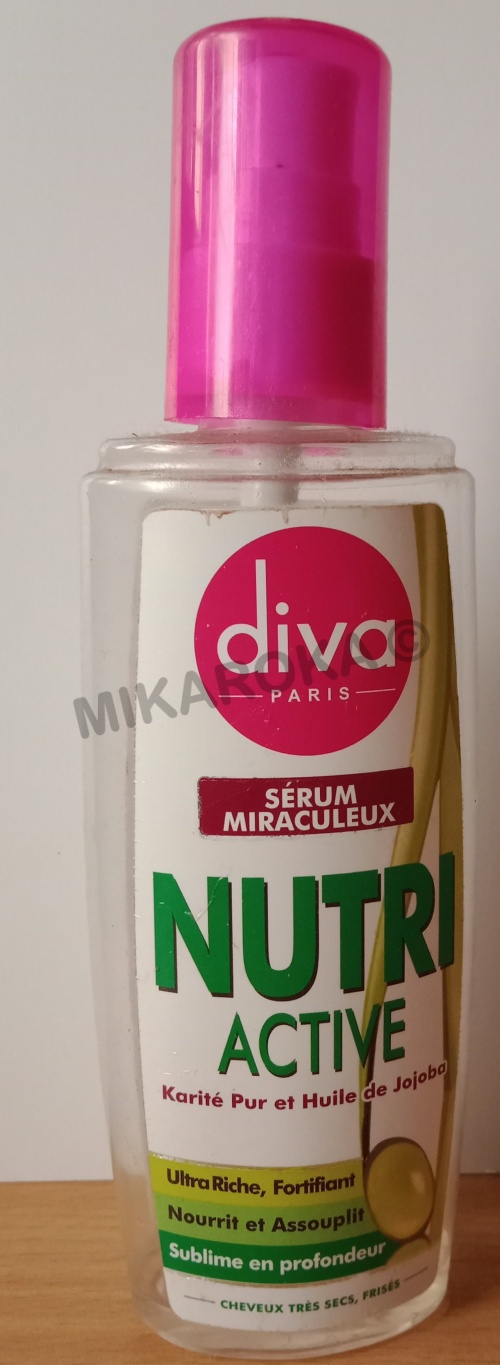 diva
PARIS
MIKAROKA ©
SÉRUM
MIRACULEUX
NUTRI
ACTIVE
Karité Pur et Huile de Jojoba
Ultra Riche, Fortifiant
Nourrit et Assouplit
Sublime en profondeur
CHEVEUX TRÈS SECS, FRISÉS